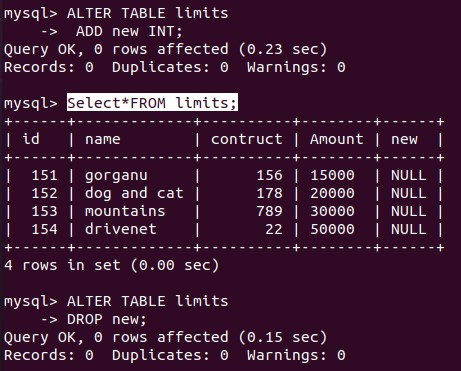 mysql> ALTER TABLE limits
    ->  ADD new INT;
Query OK, 0 rows affected (0.23 sec)
Records: 0  Duplicates: 0  Warnings: 0
mysql> Select*FROM limits;
+------+-------------+----------+--------+------+
| id   | name        | contruct | Amount | new  |
+------+-------------+----------+--------+------+
|  151 | gorganu     |      156 | 15000  | NULL |
|  152 | dog and cat |      178 | 20000  | NULL |
|  153 | mountains   |      789 | 30000  | NULL |
|  154 | drivenet    |       22 | 50000  | NULL |
+------+-------------+----------+--------+------+
4 rows in set (0.00 sec)
mysql> ALTER TABLE limits
    -> DROP new;
Query OK, 0 rows affected (0.15 sec)
Records: 0  Duplicates: 0  Warnings: 0